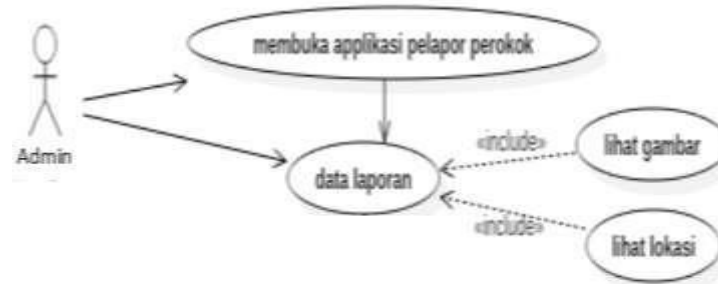 membuka applikasi pelapor perokok
Admin
«include»
lihat gambar
data laporan
«include»
lihat lokasi